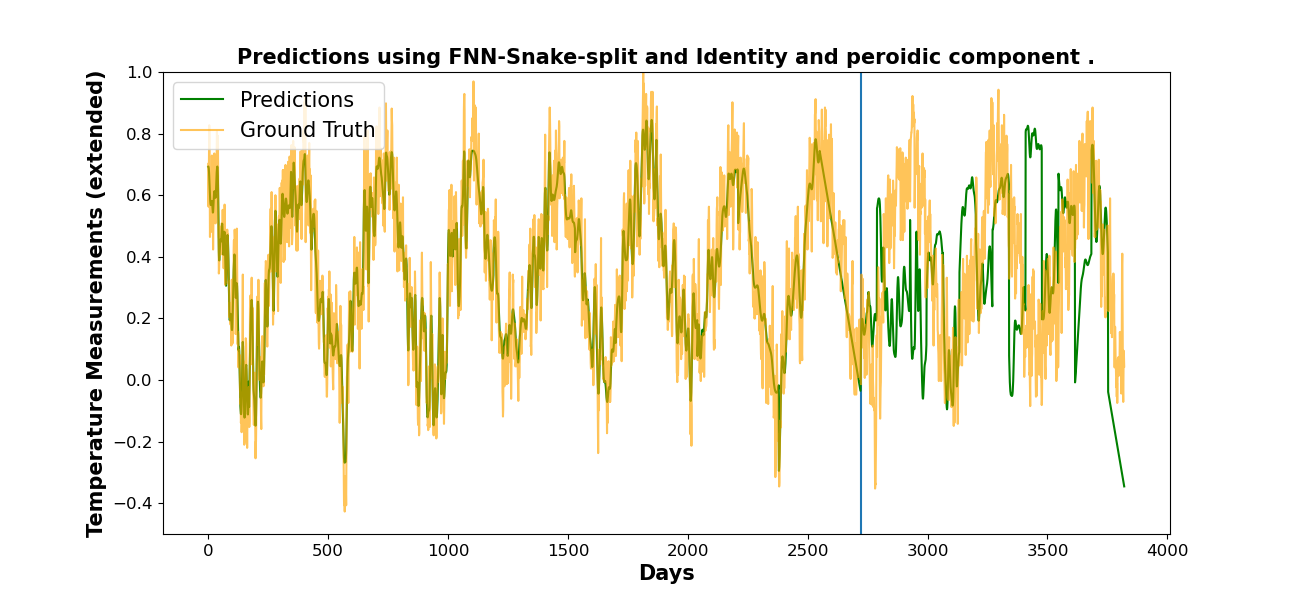 Predictions using FNN-Snake-split and Identity and peroidic component .
Temperature Measurements (extended)
1.0
0.8
0.6
0.4
0.2
0.0
−0.2
−0.4
Predictions
Ground Truth
0 500 1000 1500 2000 2500 3000 3500 4000
Days